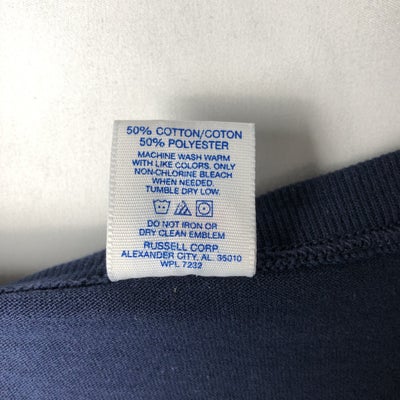 50% COTTON/COTON
50% POLYESTER
MACHINE WASH WARM
WITH LIKE COLORS. ONLY
NON-CHLORINE BLEACH
WHEN NEEDED.
TUMBLE DRY LOW.
DO NOT IRON OR
DRY CLEAN EMBLEM
RUSSELL CORP.
ALEXANDER CITY, AL. 35010
WPL 7232